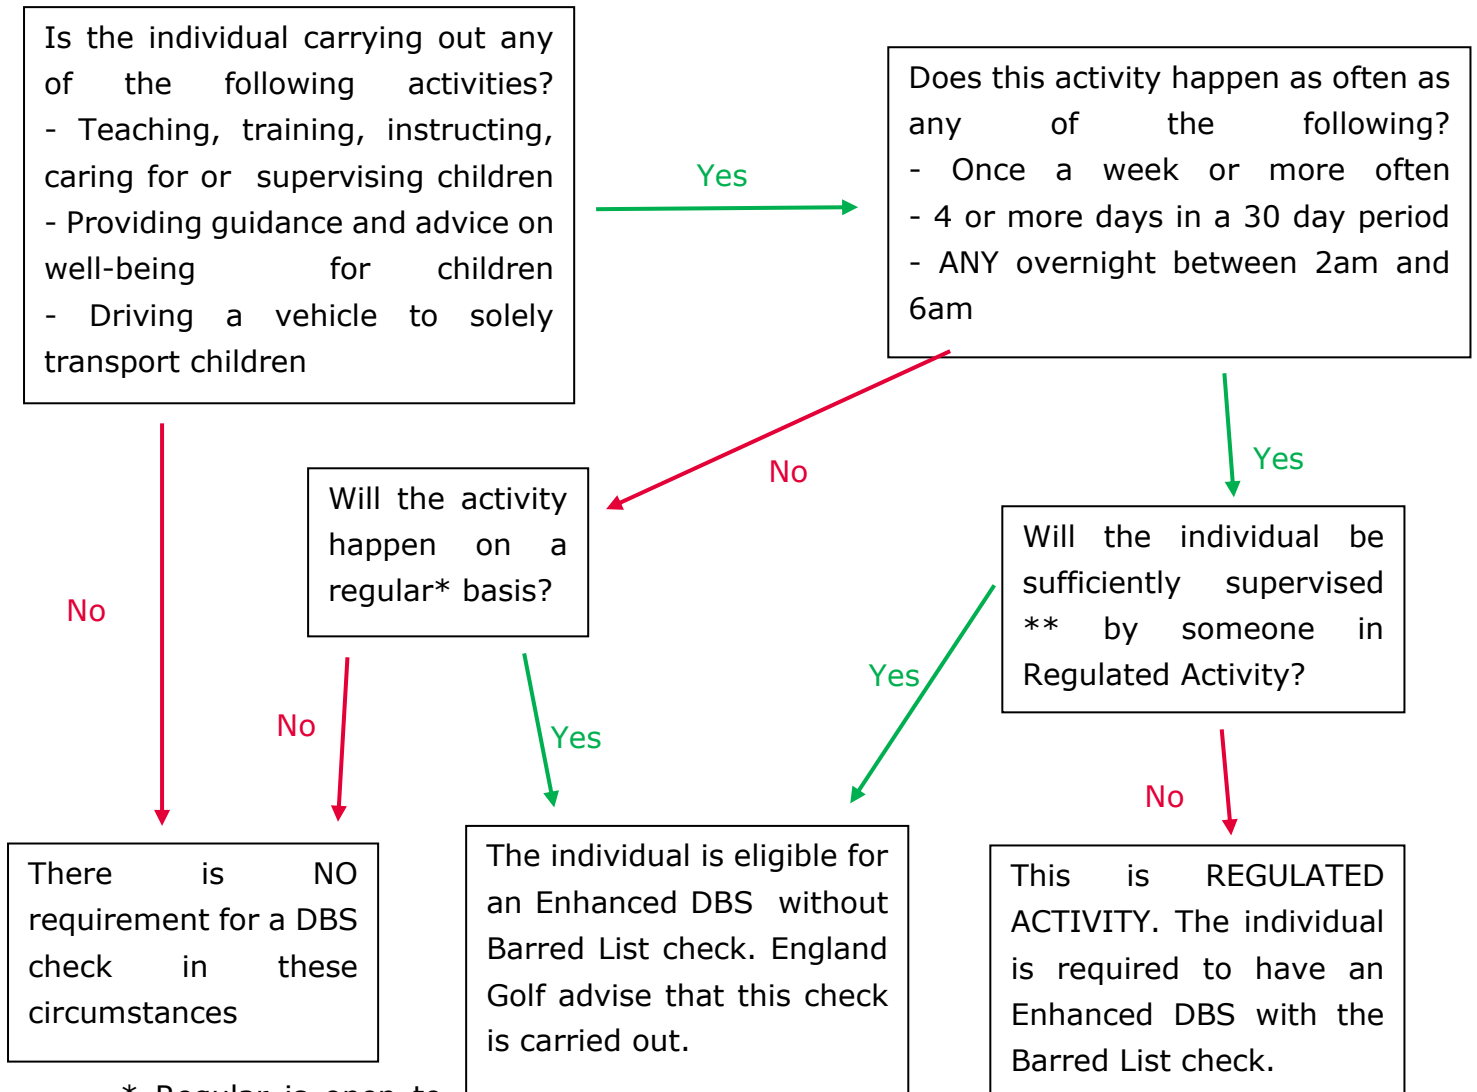 Is the individual carrying out any
of the following activities?
- Teaching, training, instructing,
caring for or supervising children
- Providing guidance and advice on
well-being for children
- Driving a vehicle to solely
transport children
Yes
Does this activity happen as often as
any of the following?
- Once a week or more often
- 4 or more days in a 30 day period
- ANY overnight between 2am and
6am
No
Yes
Will the activity
happen on a
regular* basis?
Will the individual be
sufficiently supervised
** by someone in
Regulated Activity?
No
No
Yes
Yes
No
There is NO
requirement for a DBS
check in these
circumstances
The individual is eligible for
an Enhanced DBS without
Barred List check. England
Golf advise that this check
is carried out.
This is REGULATED
ACTIVITY. The individual
is required to have an
Enhanced DBS with the
Barred List check.
* Regular is open to